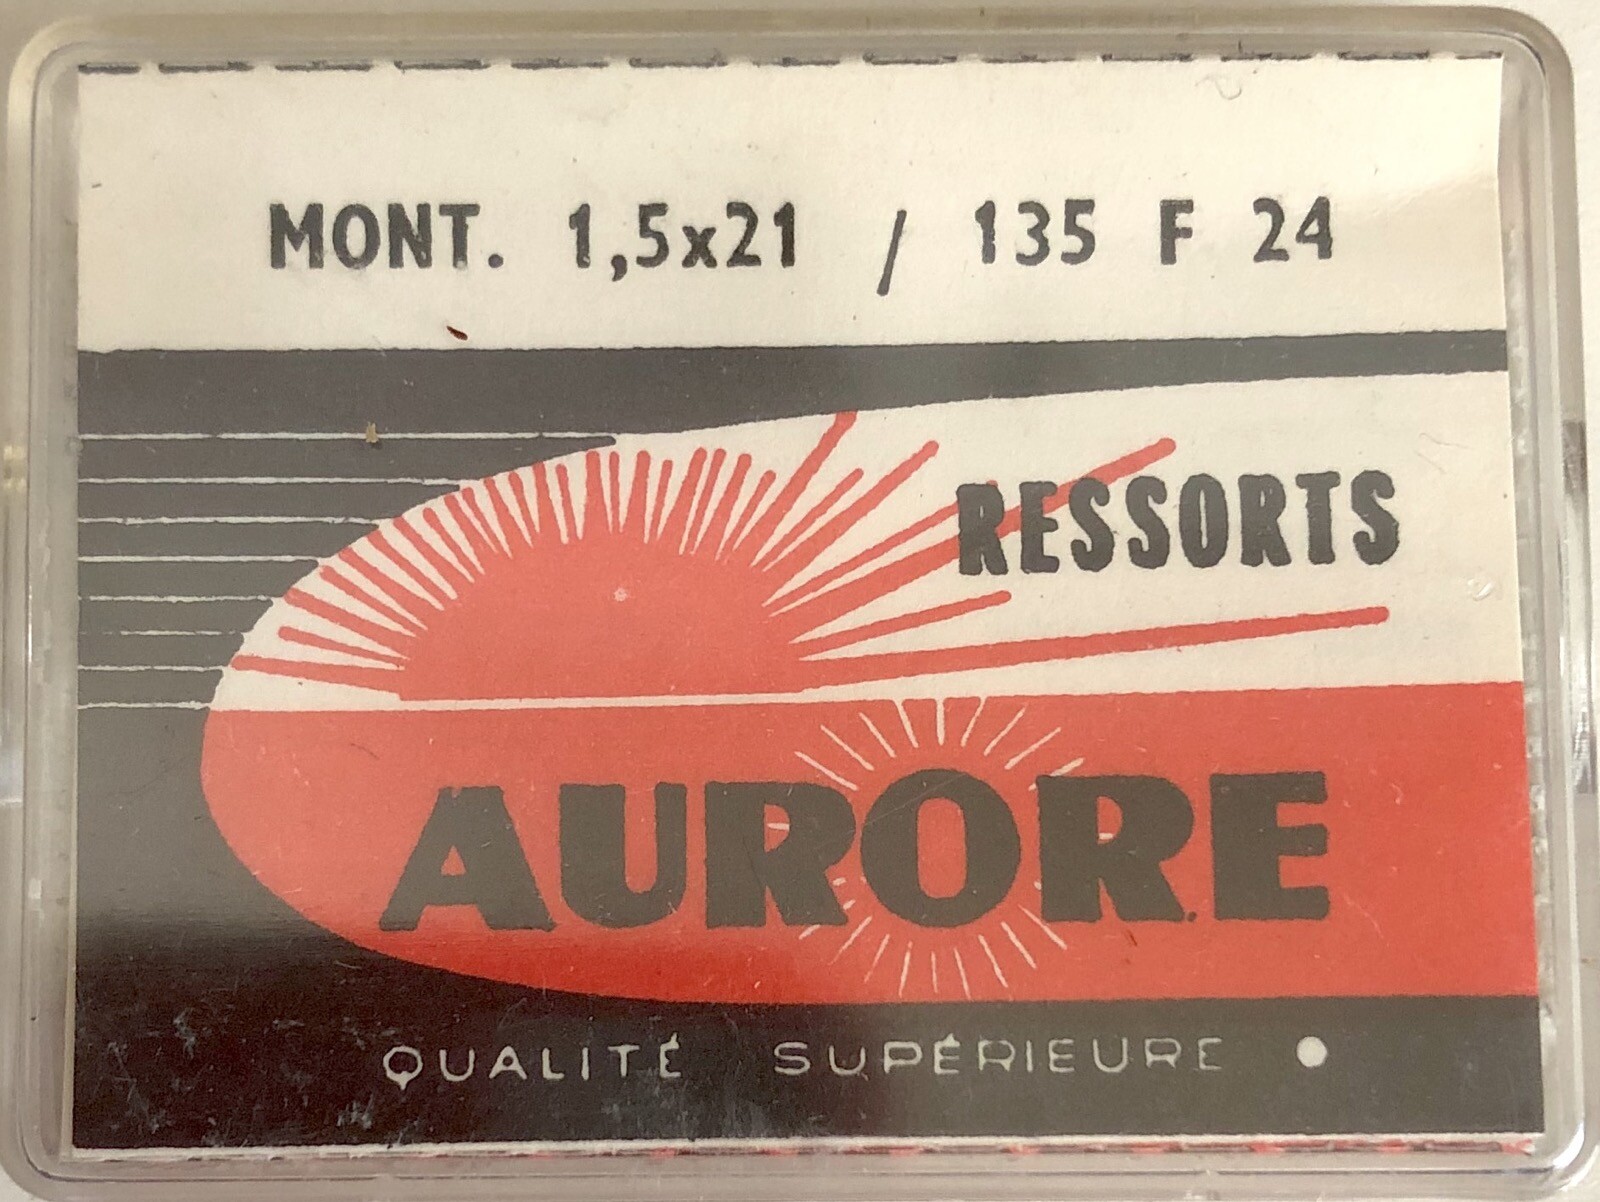 MONT. 1,5x21 / 135 F 24
RESSORTS
AURORE
QUALITÉ SUPÉRIEURE